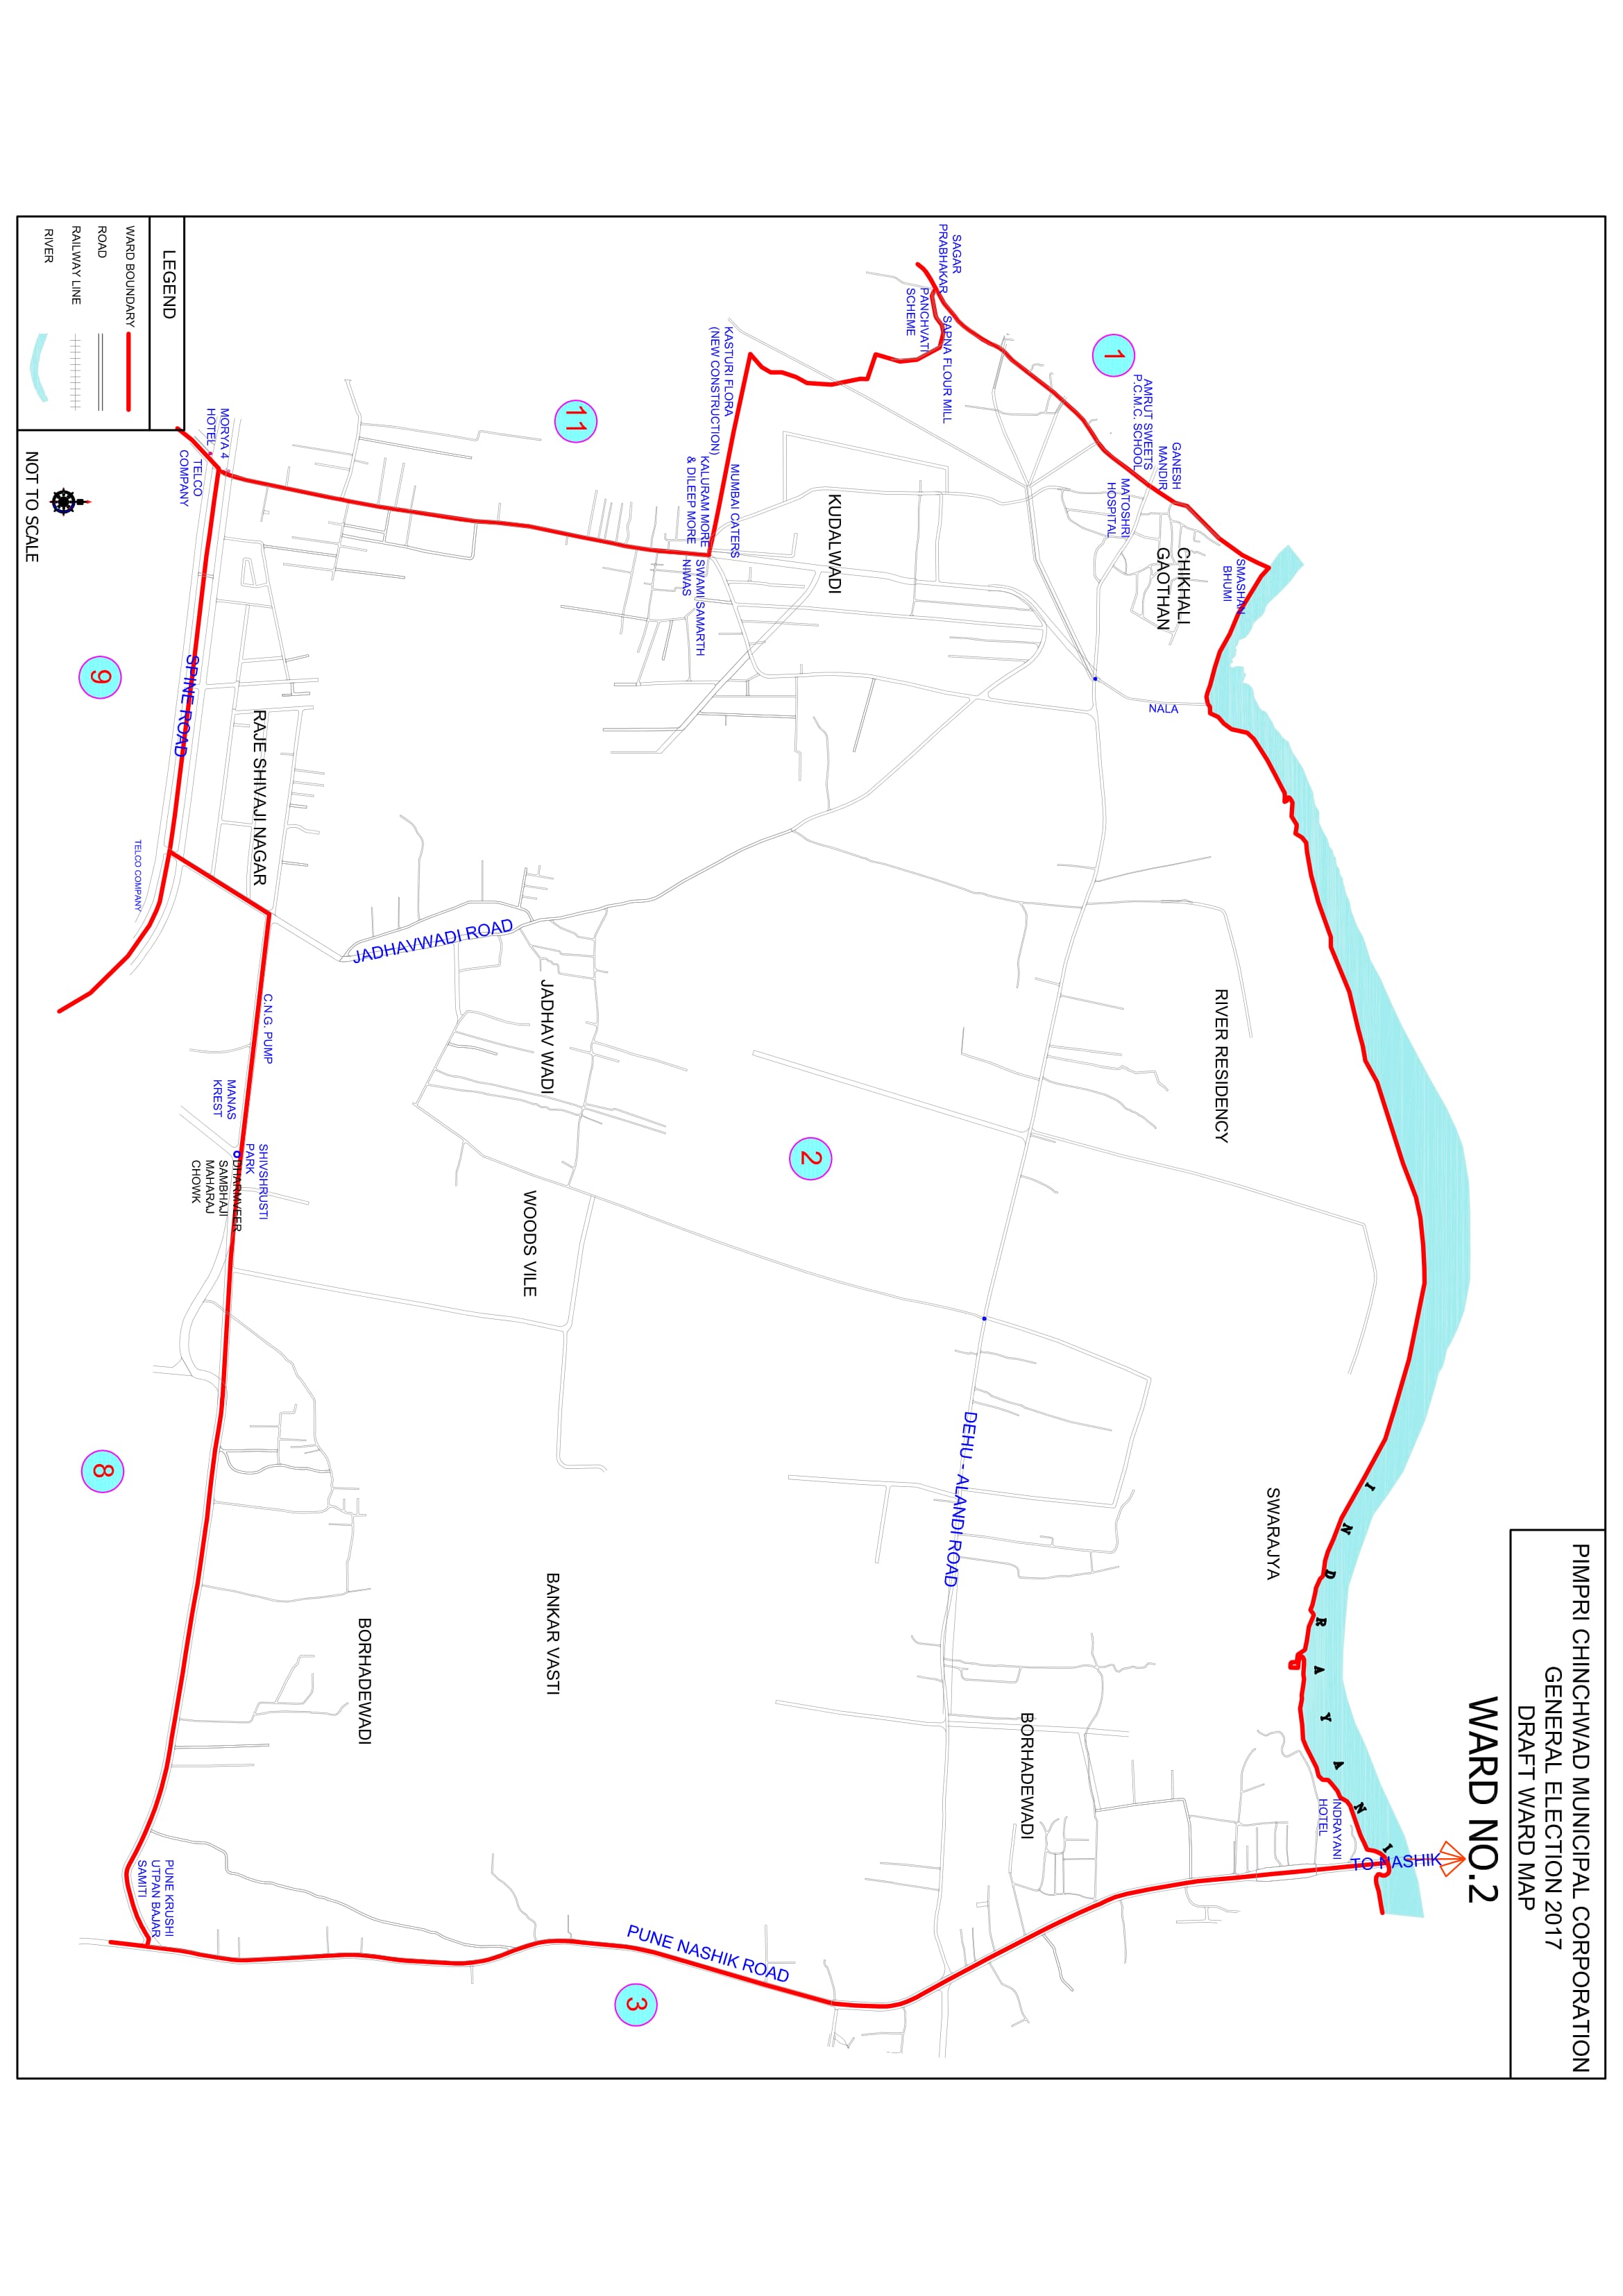 PIMPRI CHINCHWAD MUNICIPAL CORPORATION
GENERAL ELECTION 2017
DRAFT WARD MAP
WARD NO.2
TO NASHIK
INDRAYANI
INDRAYANI
HOTEL
SMASHAN
BHUMI
NALA
SWARAJYA
RIVER RESIDENCY
CHIKHALI
GAOTHAN
GANESH
MANDIR
AMRUT SWEETS
P.C.M.C. SCHOOL
MATOSHRI
HOSPITAL
1
BORHADEWADI
DEHU - ALANDI ROAD
SAGAR
PRABHAKAR
SAPNA FLOUR MILL
PANCHVATI
SCHEME
KUDALWADI
2
MUMBAI CATERS
KASTURI FLORA
(NEW CONSTRUCTION)
KALURAM MORE
& DILEEP MORE
SWAMI SAMARTH
NIWAS
PUNE NASHIK ROAD
3
11
JADHAV WADI
WOODS VILE
BANKAR VASTI
JADHAVWADI ROAD
BORHADEWADI
RAJE SHIVAJI NAGAR
C.N.G. PUMP
MANAS
KREST
SHIVSHRUSTI
PARK
DHARMVEER
SAMBHAJI
MAHARAJ
CHOWK
MORYA 4
HOTEL
TELCO
COMPANY
SPINE ROAD
TELCO COMPANY
PUNE KRUSHI
UTPAN BAJAR
SAMITI
9
8
LEGEND
WARD BOUNDARY
ROAD
RAILWAY LINE
RIVER
NOT TO SCALE